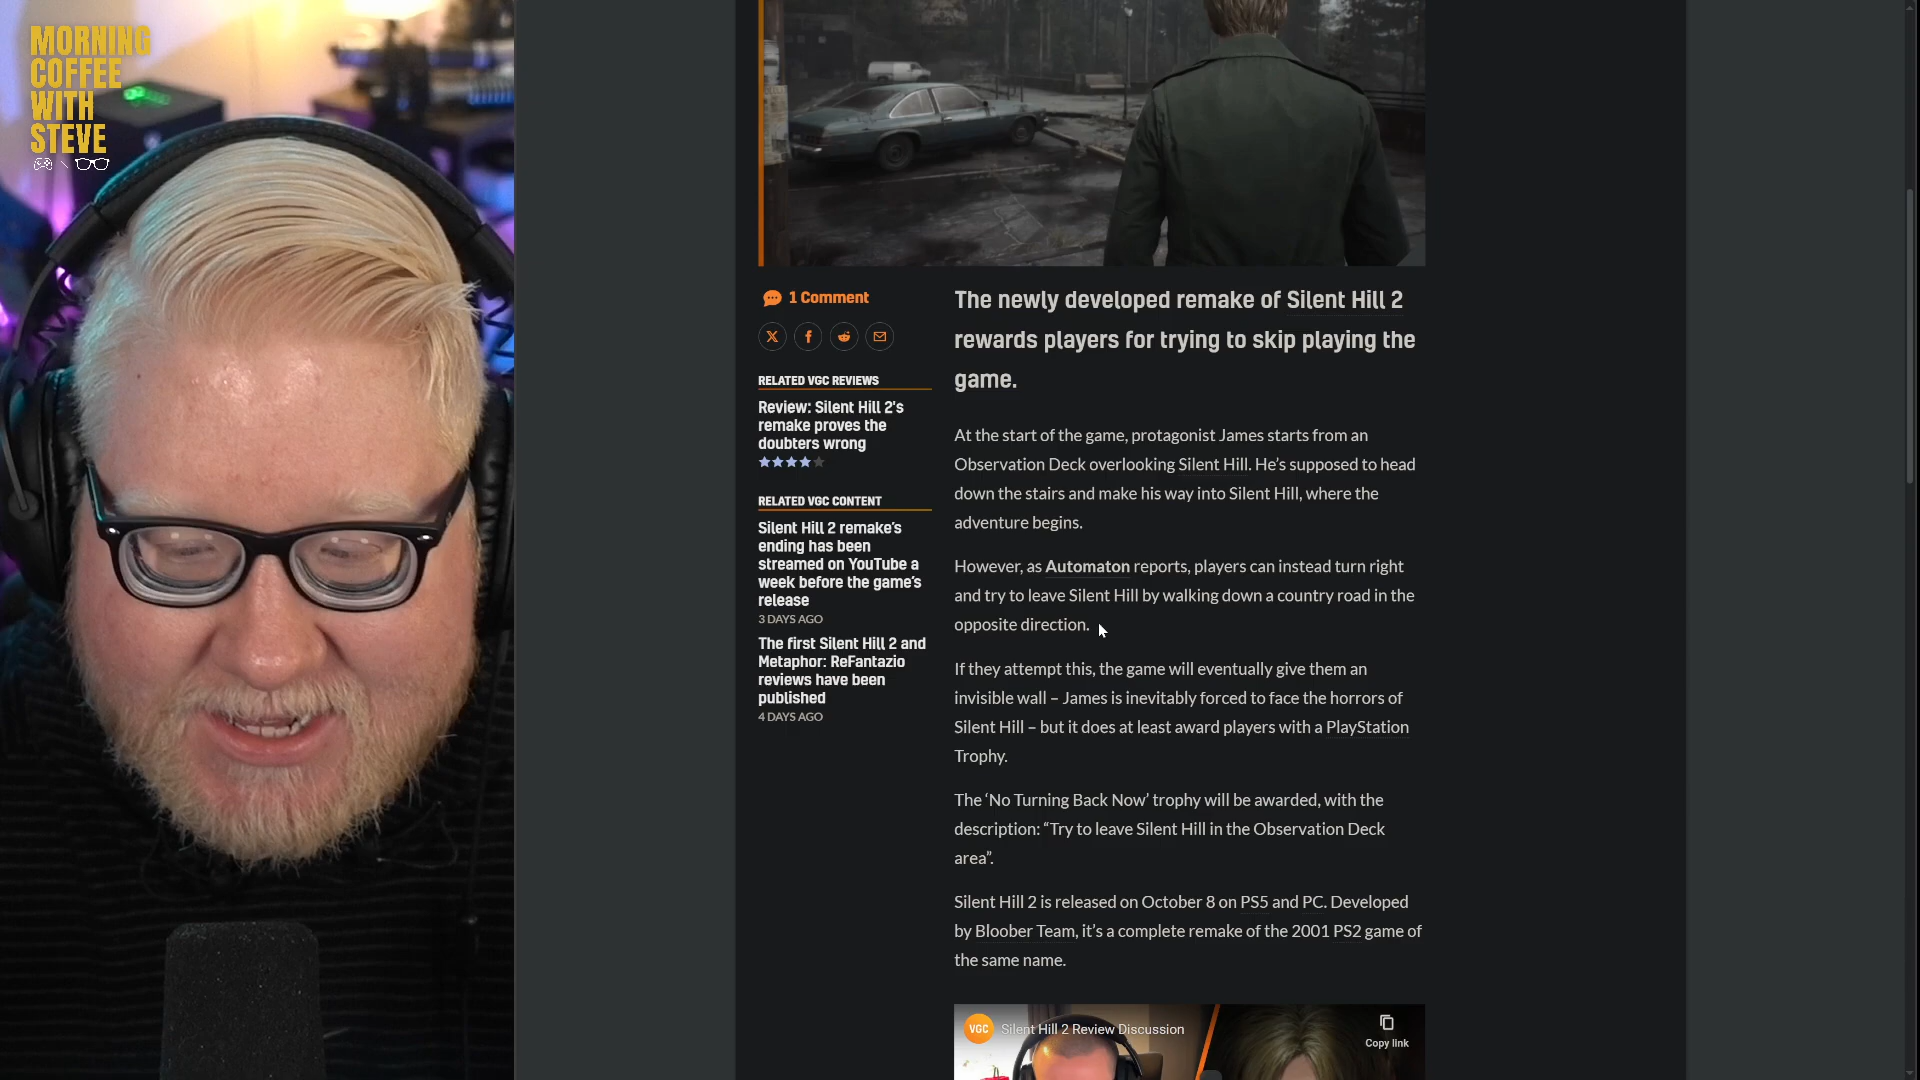 MORNING
COFFEE
WITH
STEVE
1 Comment
RELATED VGC REVIEWS
Review: Silent Hill 2's
remake proves the
doubters wrong
RELATED VGC CONTENT
Silent Hill 2 remake's
ending has been
streamed on YouTube a
week before the game's
release
3 DAYS AGO
The first Silent Hill 2 and
Metaphor: ReFantazio
reviews have been
published
4 DAYS AGO
The newly developed remake of Silent Hill 2
rewards players for trying to skip playing the
game.
At the start of the game, protagonist James starts from an
Observation Deck overlooking Silent Hill. He's supposed to head
down the stairs and make his way into Silent Hill, where the
adventure begins.
However, as Automaton reports, players can instead turn right
and try to leave Silent Hill by walking down a country road in the
opposite direction.
If they attempt this, the game will eventually give them an
invisible wall – James is inevitably forced to face the horrors of
Silent Hill – but it does at least award players with a PlayStation
Trophy.
The ‘No Turning Back Now’ trophy will be awarded, with the
description: “Try to leave Silent Hill in the Observation Deck
area”.
Silent Hill 2 is released on October 8 on PS5 and PC. Developed
by Bloober Team, it's a complete remake of the 2001 PS2 game of
the same name.
VGC Silent Hill 2 Review Discussion
Copy link